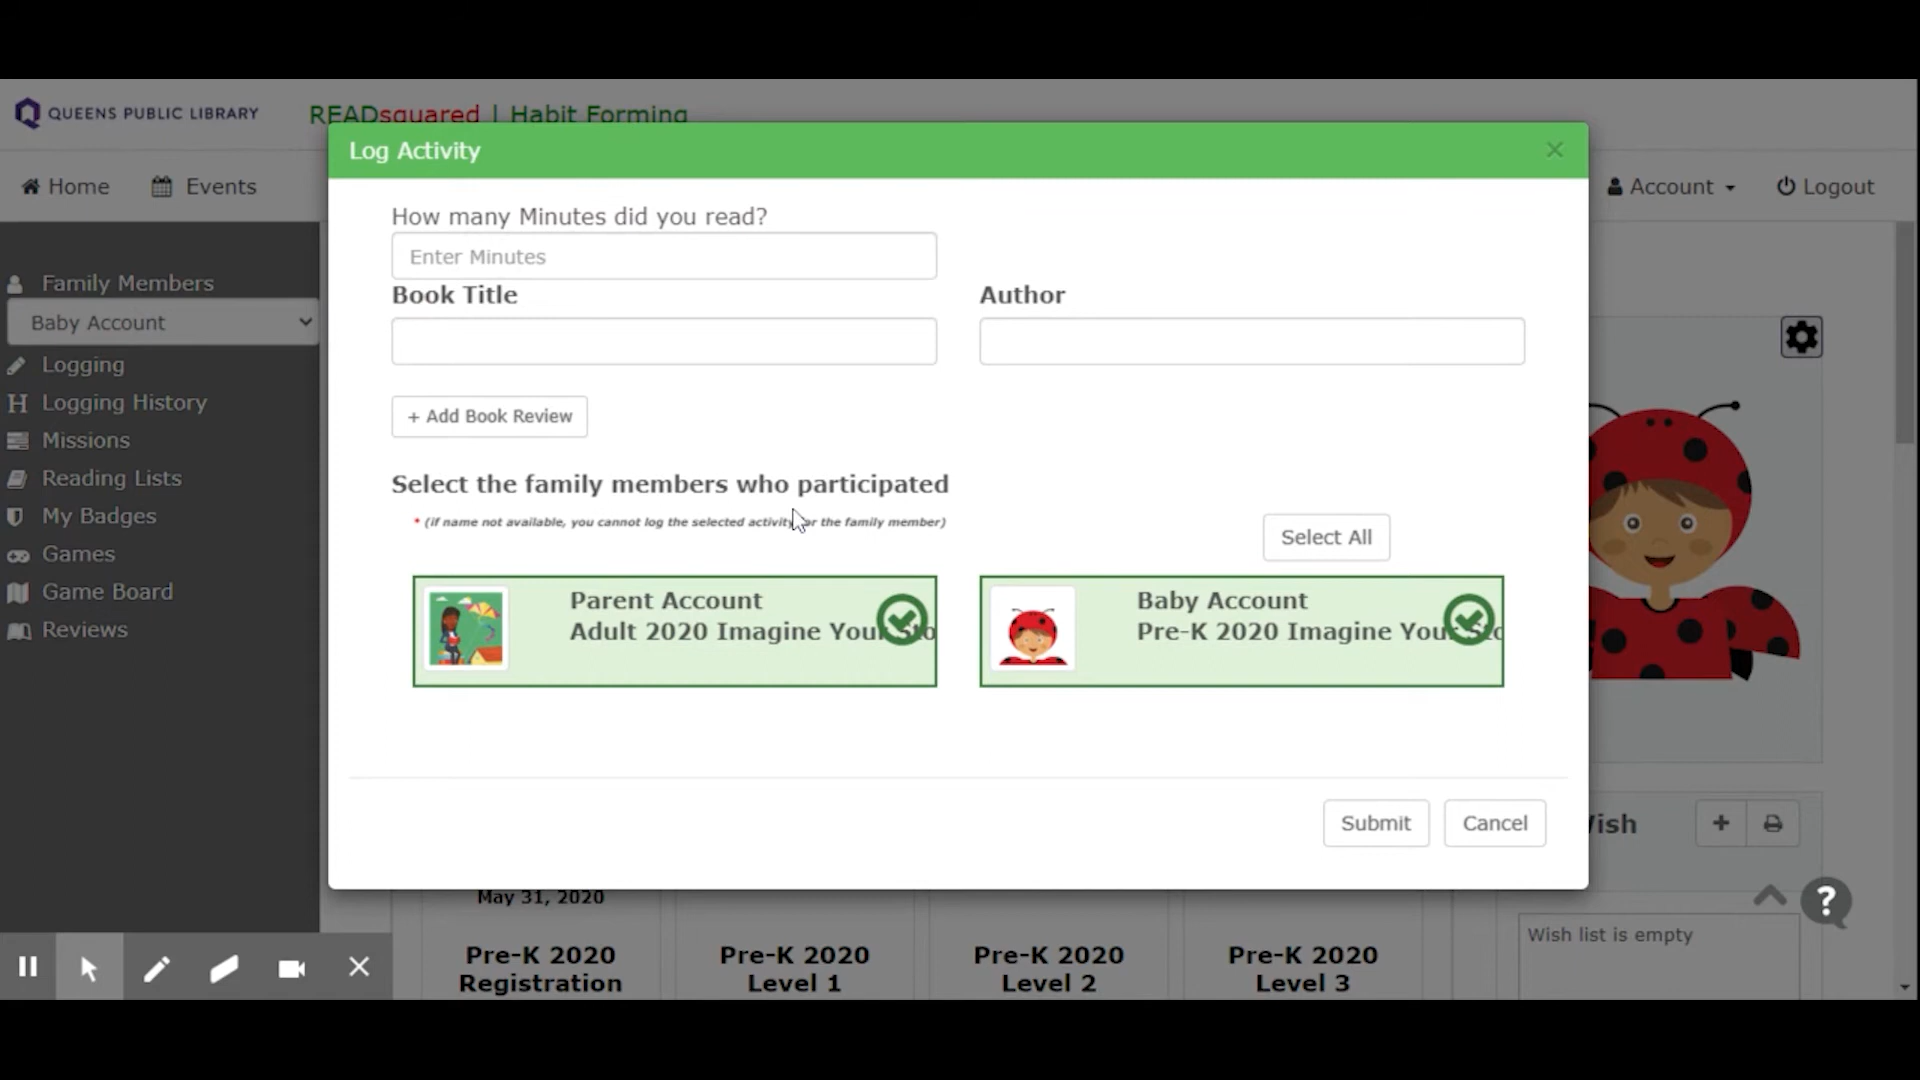 QUEENS PUBLIC LIBRARY
READsquared | Habit Forming
Log Activity
×
Home
Events
Account
Logout
How many Minutes did you read?
Enter Minutes
Book Title
Author
+ Add Book Review
Select the family members who participated
* (if name not available, you cannot log the selected activity or the family member)
Select All
Parent Account
Adult 2020 Imagine Your Sto
Baby Account
Pre-K 2020 Imagine Your Sto
Submit
Cancel
Family Members
Baby Account
Logging
H Logging History
Missions
Reading Lists
My Badges
Games
Game Board
Reviews
May 31, 2020
Pre-K 2020
Registration
Pre-K 2020
Level 1
Pre-K 2020
Level 2
Pre-K 2020
Level 3
Wish list is empty
?